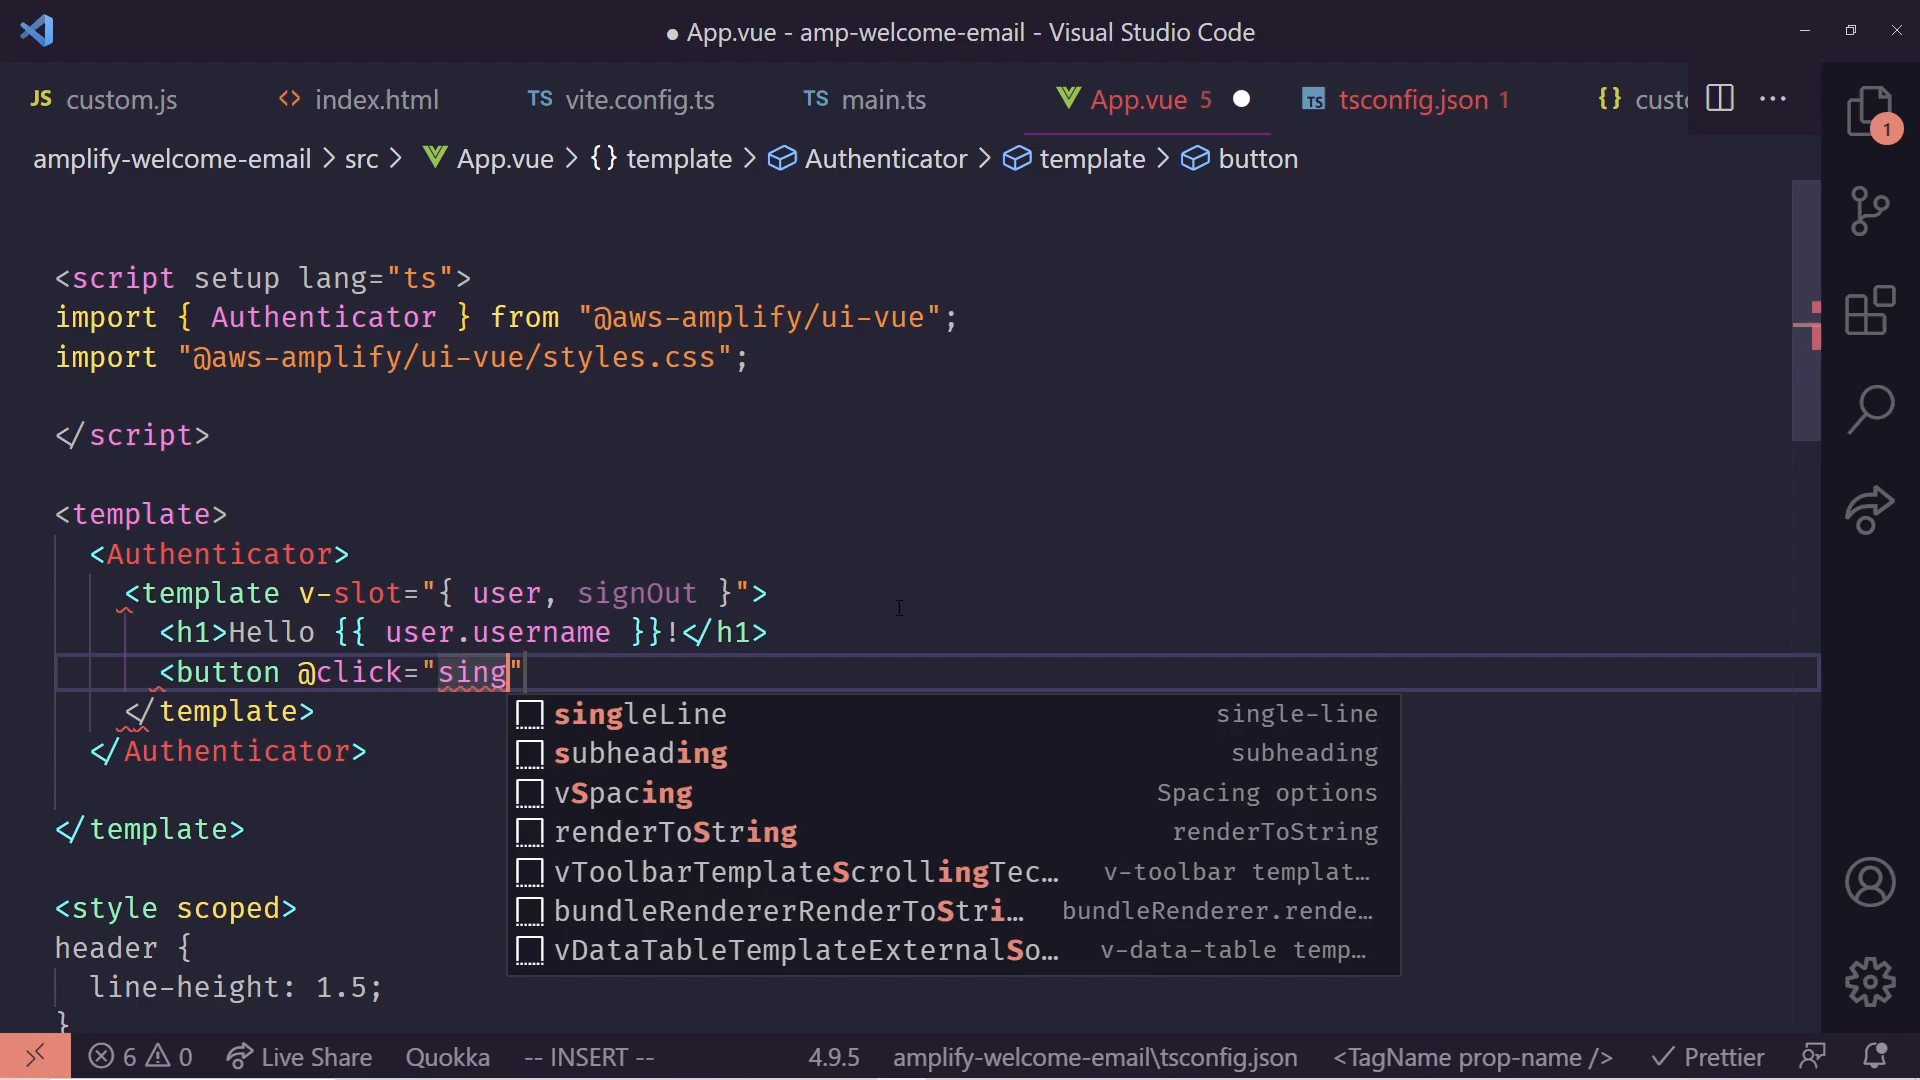 ● App.vue - amp-welcome-email - Visual Studio Code
JS custom.js <> index.html TS vite.config.ts TS main.ts App.vue 5 ● TS tsconfig.json 1 {} custo ···
amplify-welcome-email > src > App.vue > {} template > Authenticator > template > button
1
<script setup lang="ts">
import { Authenticator } from "@aws-amplify/ui-vue";
import "@aws-amplify/ui-vue/styles.css";
</script>
<template>
<Authenticator>
<template v-slot="{ user, signOut }">
<h1>Hello {{ user.username }}!</h1>
<button @click="sing"
</template>
</Authenticator>
</template>
<style scoped>
header {
line-height: 1.5;
}
singleLine single-line
subheading subheading
vSpacing Spacing options
renderToString renderToString
vToolbarTemplateScrollingTec… v-toolbar templat…
bundleRendererRenderToStri… bundleRenderer.rende…
vDataTableTemplateExternalSo… v-data-table temp…
6 0 Live Share Quokka -- INSERT -- 4.9.5 amplify-welcome-email\tsconfig.json <TagName prop-name /> Prettier